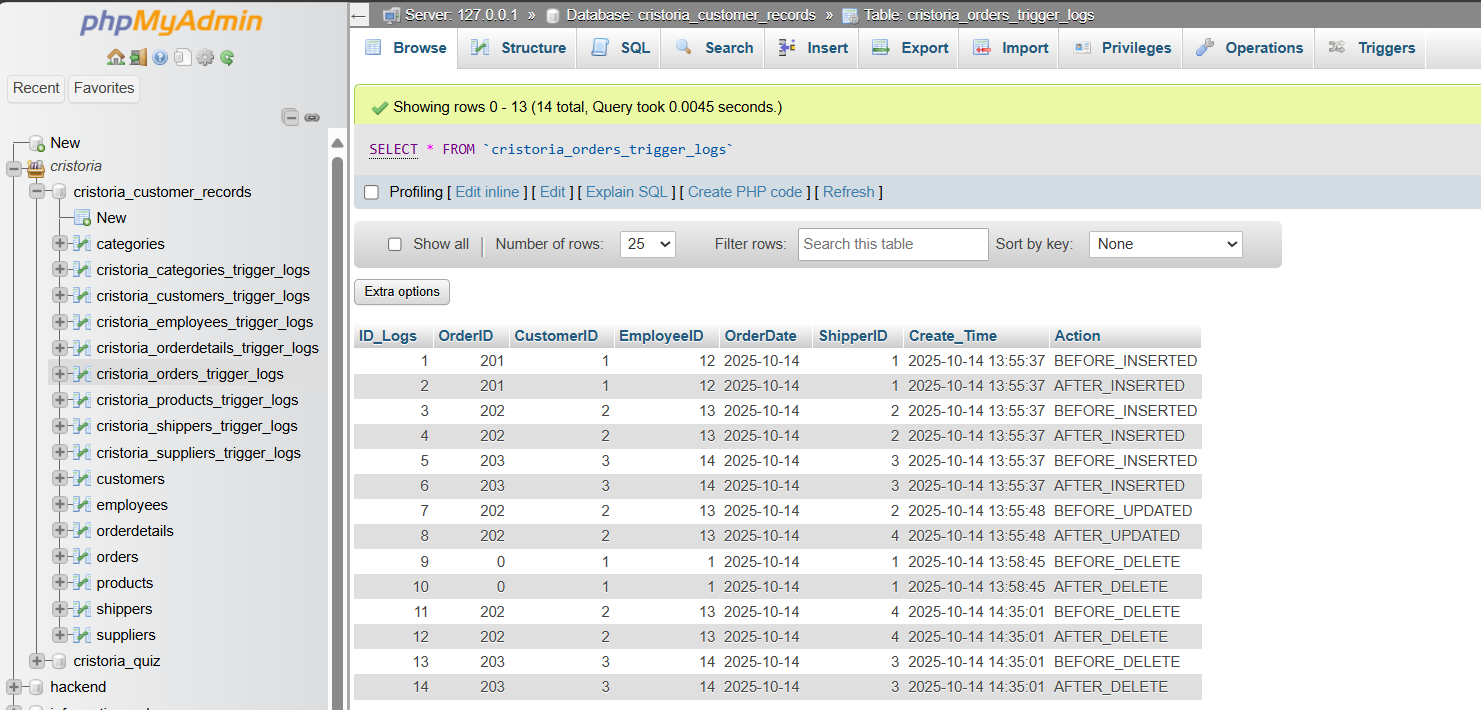 phpMyAdmin
Recent Favorites
New
cristoria
cristoria_customer_records
New
categories
cristoria_categories_trigger_logs
cristoria_customers_trigger_logs
cristoria_employees_trigger_logs
cristoria_orderdetails_trigger_logs
cristoria_orders_trigger_logs
cristoria_products_trigger_logs
cristoria_shippers_trigger_logs
cristoria_suppliers_trigger_logs
customers
employees
orderdetails
orders
products
shippers
suppliers
cristoria_quiz
backend
Server: 127.0.0.1 » Database: cristoria_customer_records » Table: cristoria_orders_trigger_logs
Browse Structure SQL Search Insert Export Import Privileges Operations Triggers
Showing rows 0 - 13 (14 total, Query took 0.0045 seconds.)
SELECT * FROM `cristoria_orders_trigger_logs`
Profiling [ Edit inline ] [ Edit ] [ Explain SQL ] [ Create PHP code ] [ Refresh ]
Show all | Number of rows: 25 Filter rows: Search this table Sort by key: None
Extra options
ID_Logs OrderID CustomerID EmployeeID OrderDate ShipperID Create_Time Action
1 201 1 12 2025-10-14 1 2025-10-14 13:55:37 BEFORE_INSERTED
2 201 1 12 2025-10-14 1 2025-10-14 13:55:37 AFTER_INSERTED
3 202 2 13 2025-10-14 2 2025-10-14 13:55:37 BEFORE_INSERTED
4 202 2 13 2025-10-14 2 2025-10-14 13:55:37 AFTER_INSERTED
5 203 3 14 2025-10-14 3 2025-10-14 13:55:37 BEFORE_INSERTED
6 203 3 14 2025-10-14 3 2025-10-14 13:55:37 AFTER_INSERTED
7 202 2 13 2025-10-14 2 2025-10-14 13:55:48 BEFORE_UPDATED
8 202 2 13 2025-10-14 4 2025-10-14 13:55:48 AFTER_UPDATED
9 0 1 1 2025-10-14 1 2025-10-14 13:58:45 BEFORE_DELETE
10 0 1 1 2025-10-14 1 2025-10-14 13:58:45 AFTER_DELETE
11 202 2 13 2025-10-14 4 2025-10-14 14:35:01 BEFORE_DELETE
12 202 2 13 2025-10-14 4 2025-10-14 14:35:01 AFTER_DELETE
13 203 3 14 2025-10-14 3 2025-10-14 14:35:01 BEFORE_DELETE
14 203 3 14 2025-10-14 3 2025-10-14 14:35:01 AFTER_DELETE